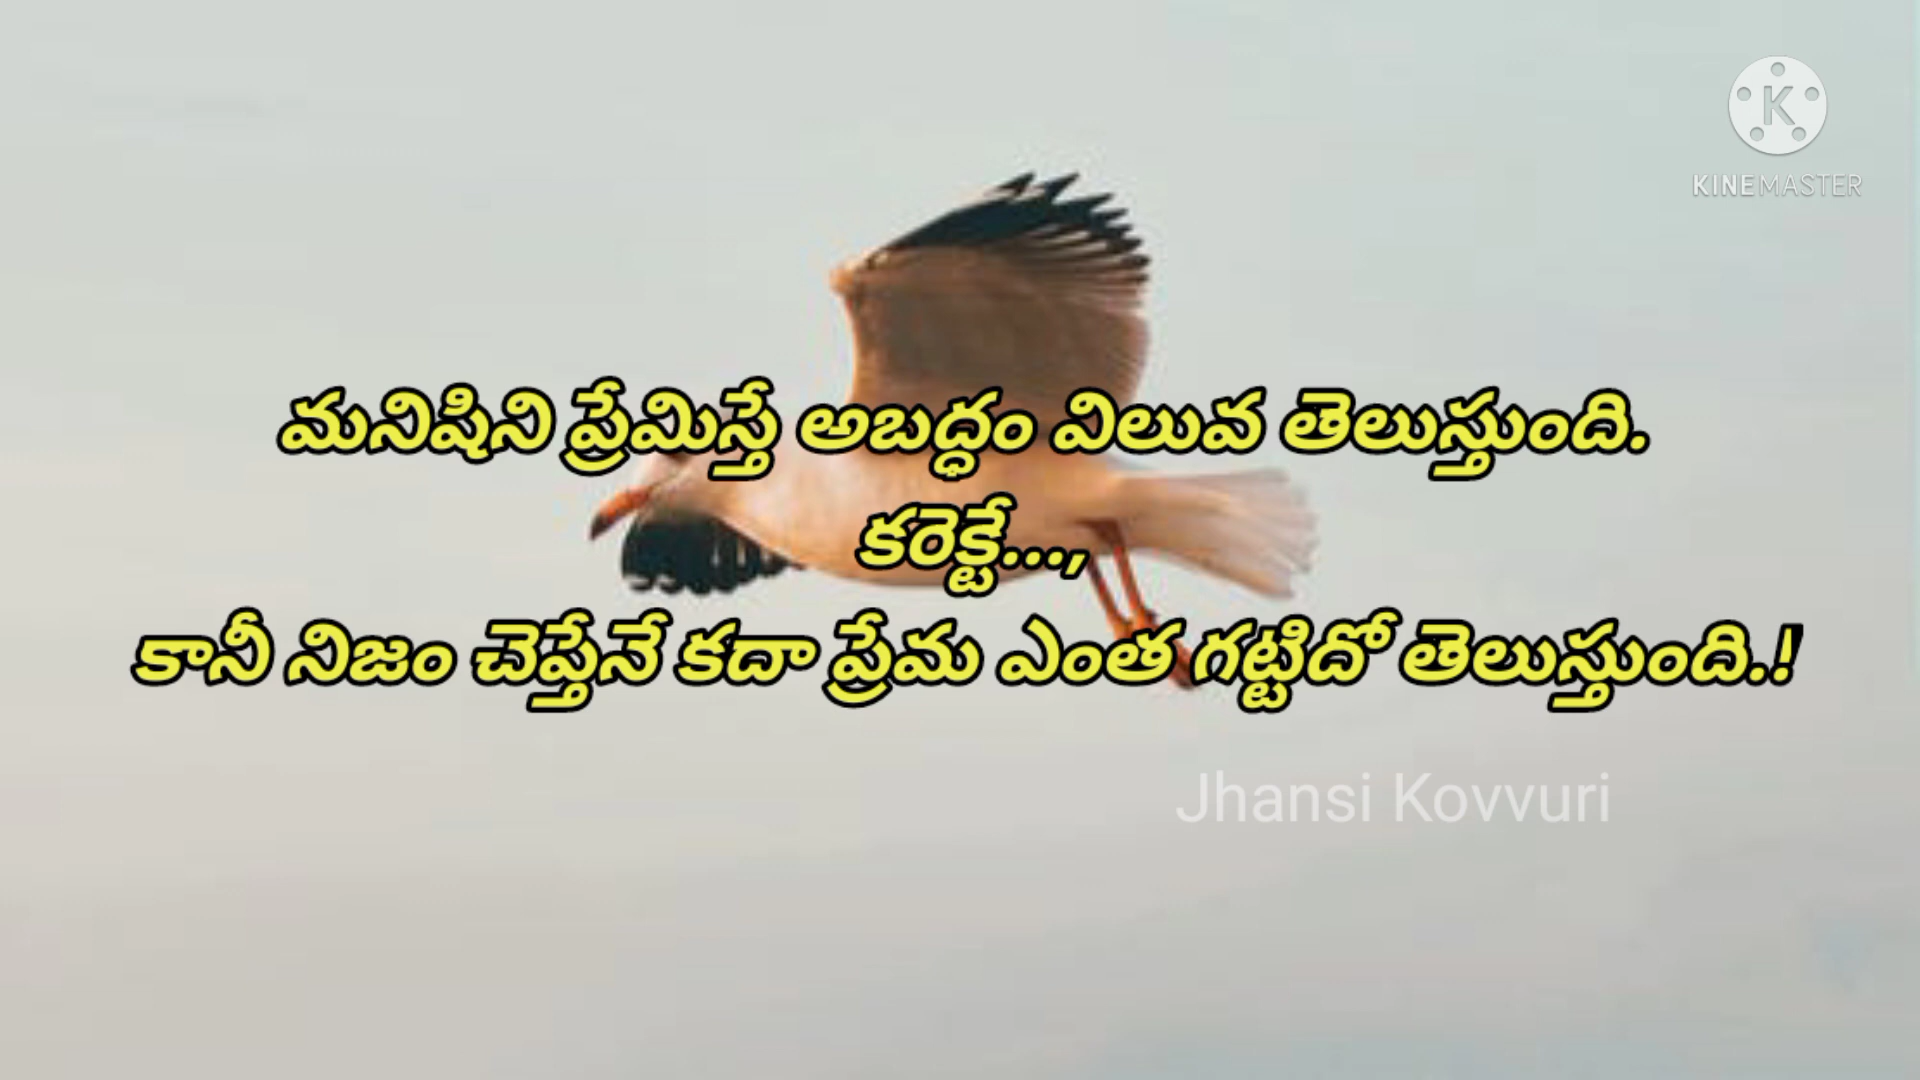 K
KINEMASTER
మనిషిని ప్రేమిస్తే అబద్ధం విలువ తెలుస్తుంది.
కరెక్టే...,
కానీ నిజం చెప్తేనే కదా ప్రేమ ఎంత గట్టిదో తెలుస్తుంది.!
Jhansi Kovvuri